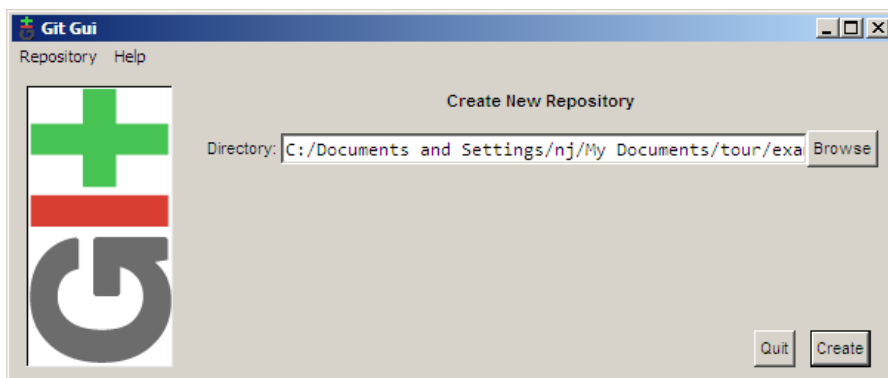 Git Gui
Repository Help
Create New Repository
Directory: C:/Documents and Settings/nj/My Documents/tour/exa Browse
GIT
Quit Create